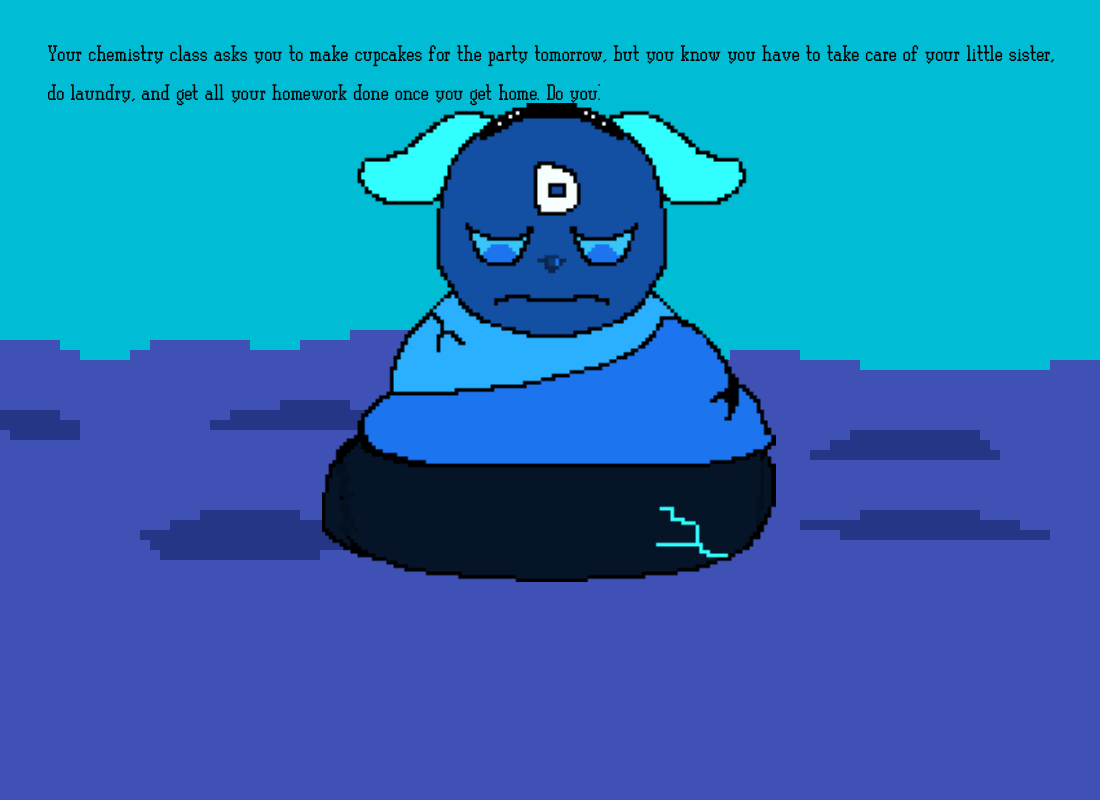 Your chemistry class asks you to make cupcakes for the party tomorrow, but you know you have to take care of your little sister,
do laundry, and get all your homework done once you get home. Do you: